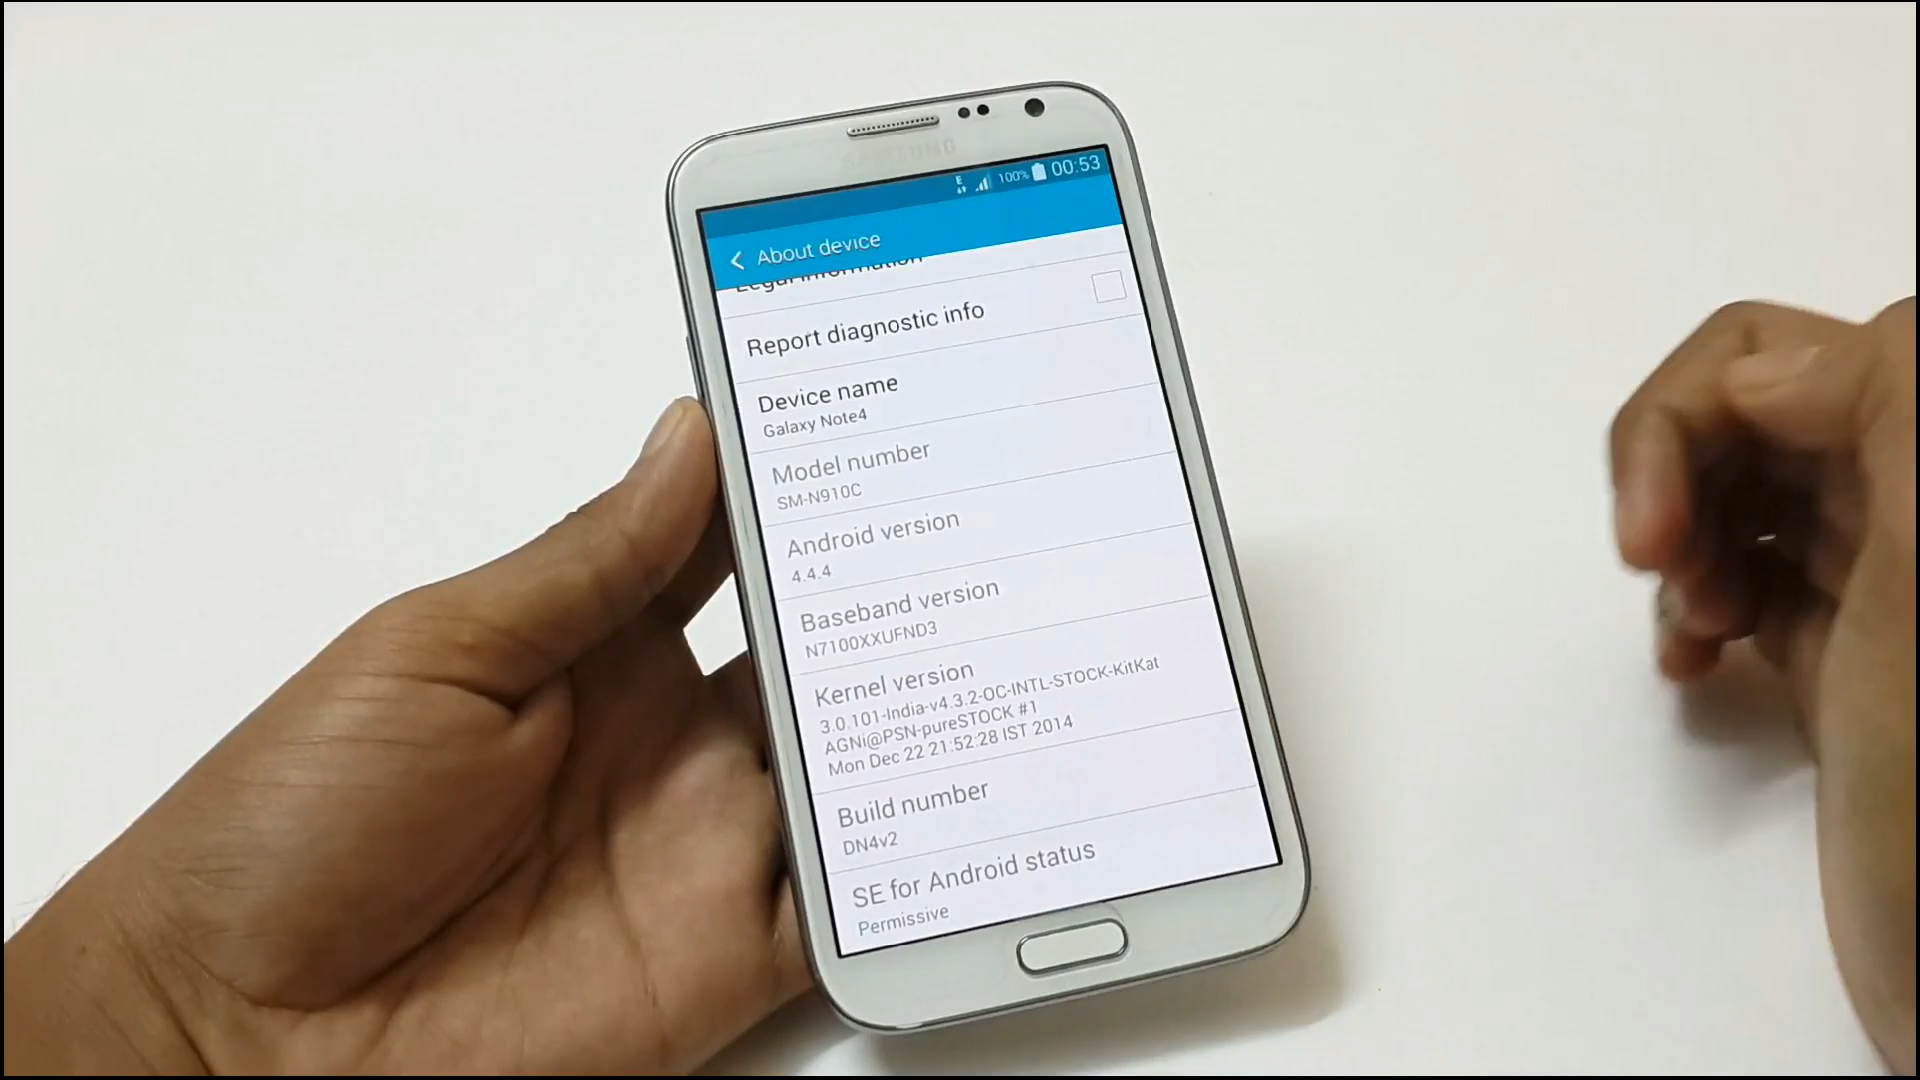 SAMSUNG
100% 00:53
About device
Legal information
Report diagnostic info
Device name
Galaxy Note4
Model number
SM-N910C
Android version
4.4.4
Baseband version
N7100XXUFND3
Kernel version
3.0.101-India-v4.3.2-OC-INTL-STOCK-KitKat
AGNi@PSN-pureSTOCK #1
Mon Dec 22 21:52:28 IST 2014
Build number
DN4v2
SE for Android status
Permissive